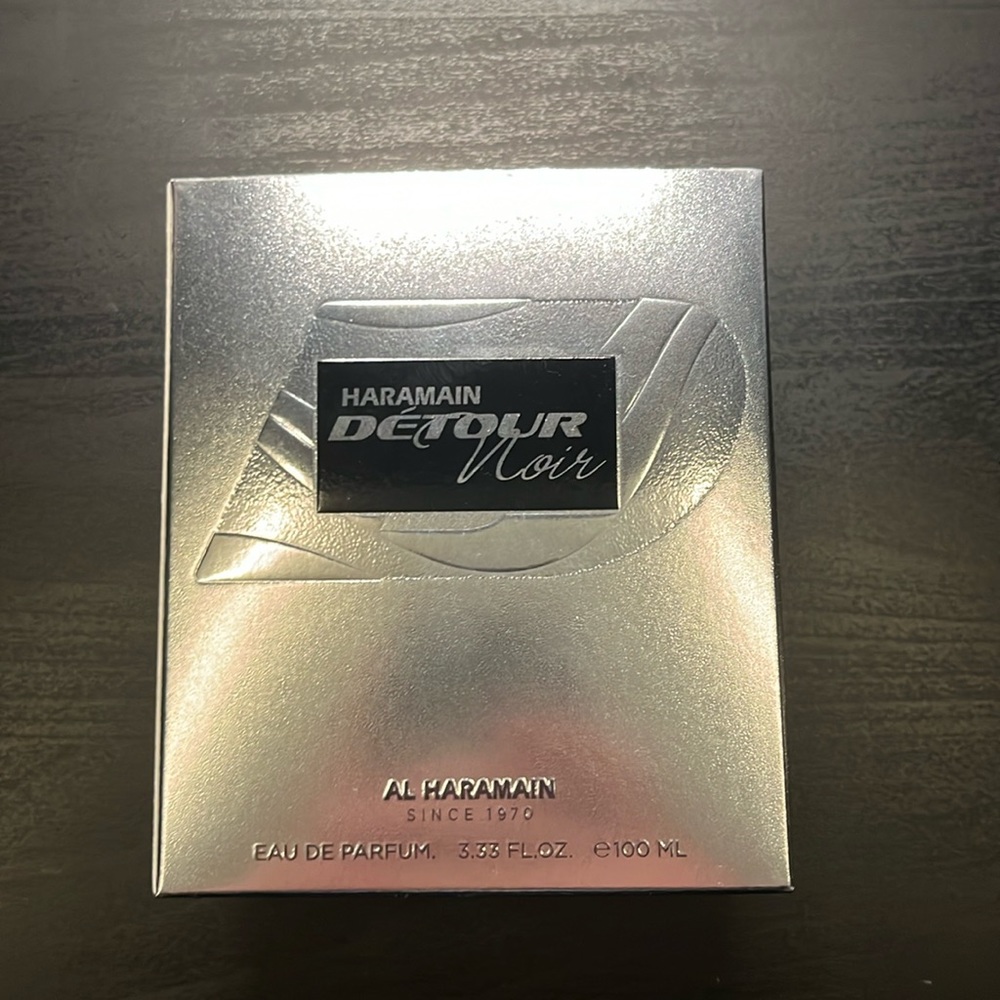 HARAMAIN
DÉTOUR
Noir
AL HARAMAIN
SINCE 1970
EAU DE PARFUM. 3.33 FL.OZ. ℮100 ML